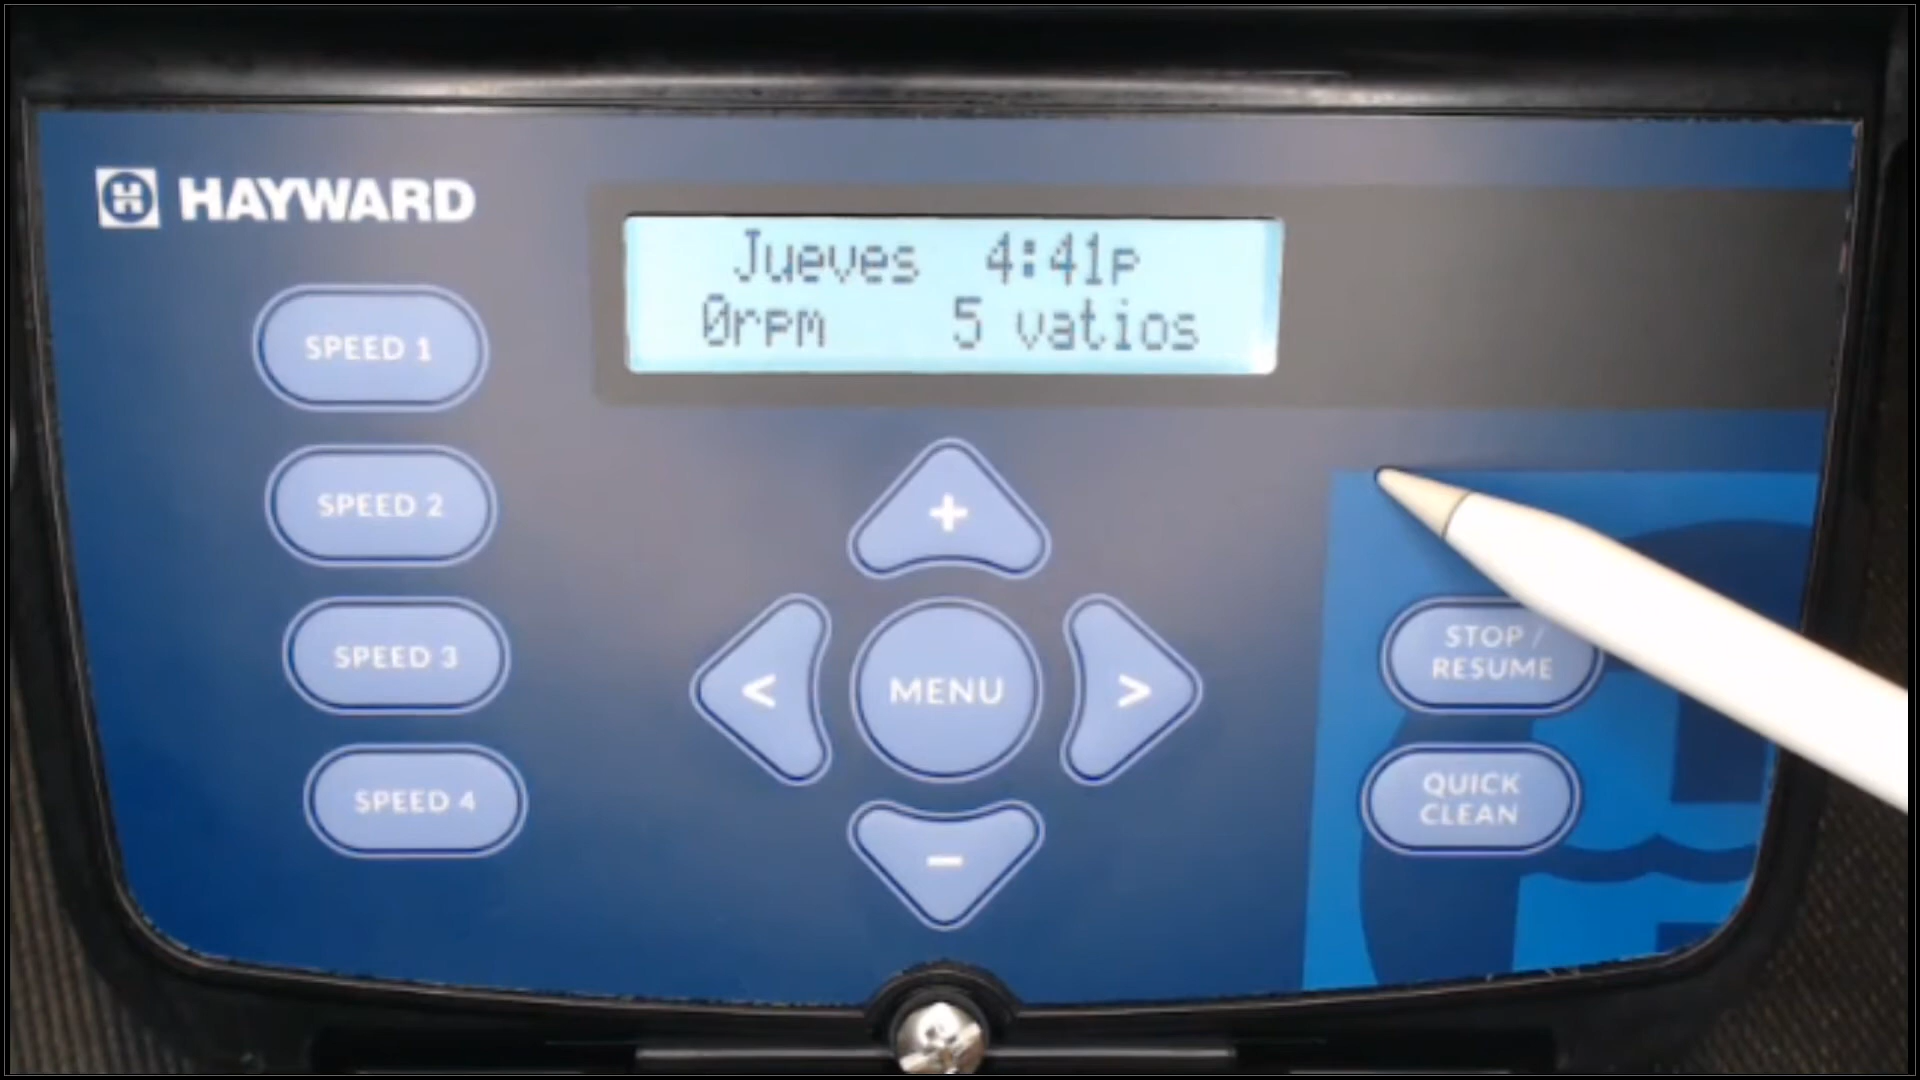 HAYWARD
Jueves 4:41p
0rpm 5 vatios
SPEED 1
SPEED 2
SPEED 3
SPEED 4
+
<
MENU
>
-
STOP /
RESUME
QUICK
CLEAN